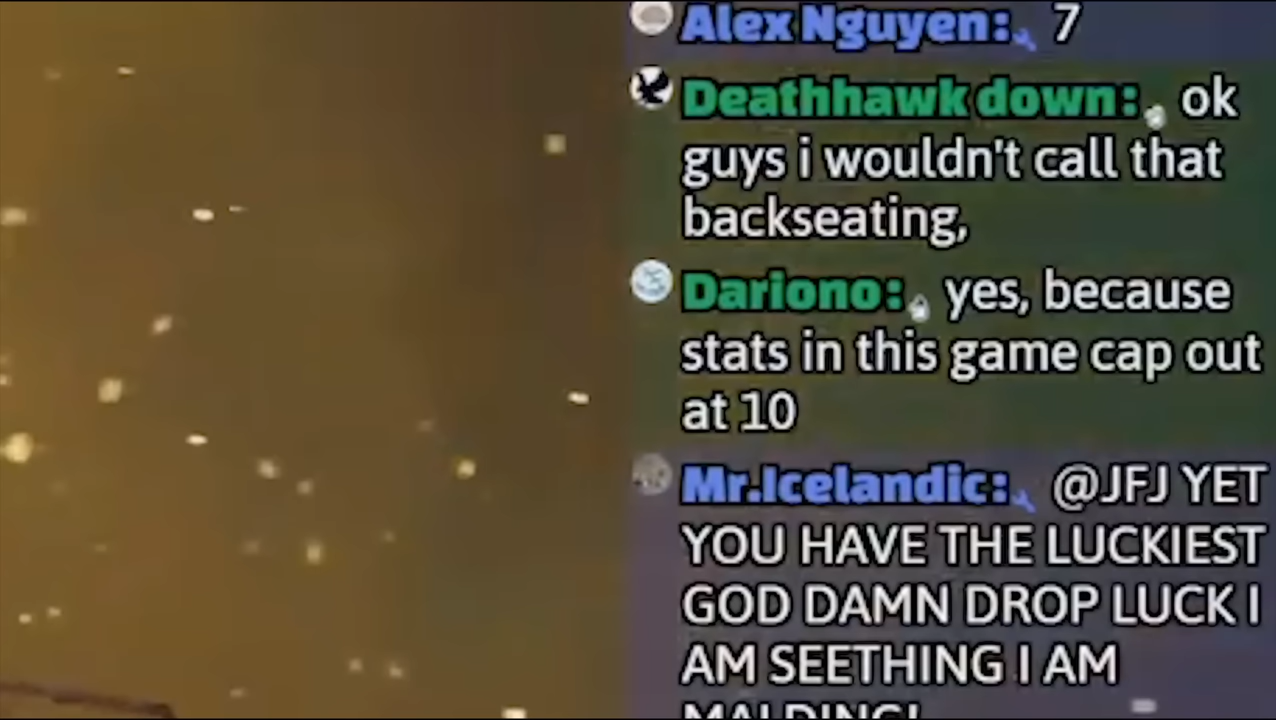 Alex Nguyen: 7
Deathhawk down: ok
guys i wouldn't call that
backseating,
Dariono: yes, because
stats in this game cap out
at 10
Mr.Icelandic: @JFJ YET
YOU HAVE THE LUCKIEST
GOD DAMN DROP LUCK I
AM SEETHING I AM
MALDING!